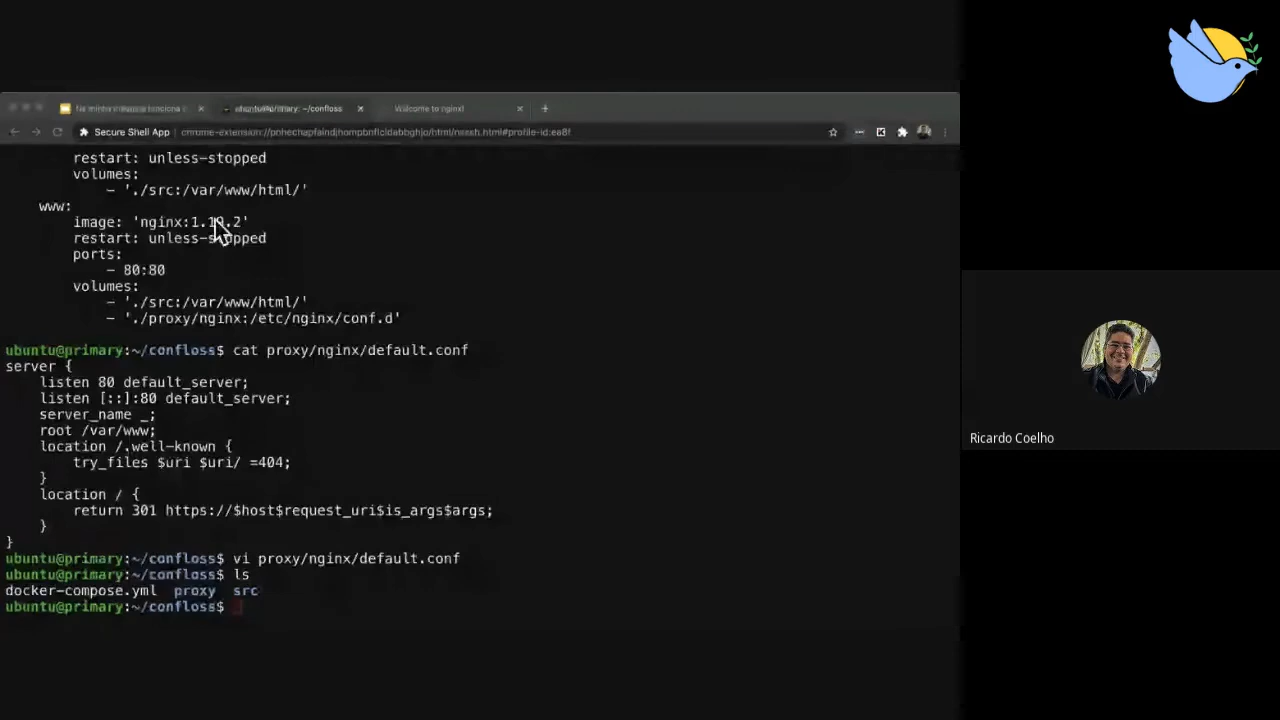 ubuntu@primary: ~/confloss
Welcome to nginx!
Secure Shell App
restart: unless-stopped
volumes:
- './src:/var/www/html/'
www:
image: 'nginx:1.19.2'
restart: unless-stopped
ports:
- 80:80
volumes:
- './src:/var/www/html/'
- './proxy/nginx:/etc/nginx/conf.d'
ubuntu@primary:~/confloss$ cat proxy/nginx/default.conf
server {
listen 80 default_server;
listen [::]:80 default_server;
server_name _;
root /var/www;
location /.well-known {
try_files $uri $uri/ =404;
}
location / {
return 301 https://$host$request_uri$is_args$args;
}
}
ubuntu@primary:~/confloss$ vi proxy/nginx/default.conf
ubuntu@primary:~/confloss$ ls
docker-compose.yml proxy src
ubuntu@primary:~/confloss$
Ricardo Coelho